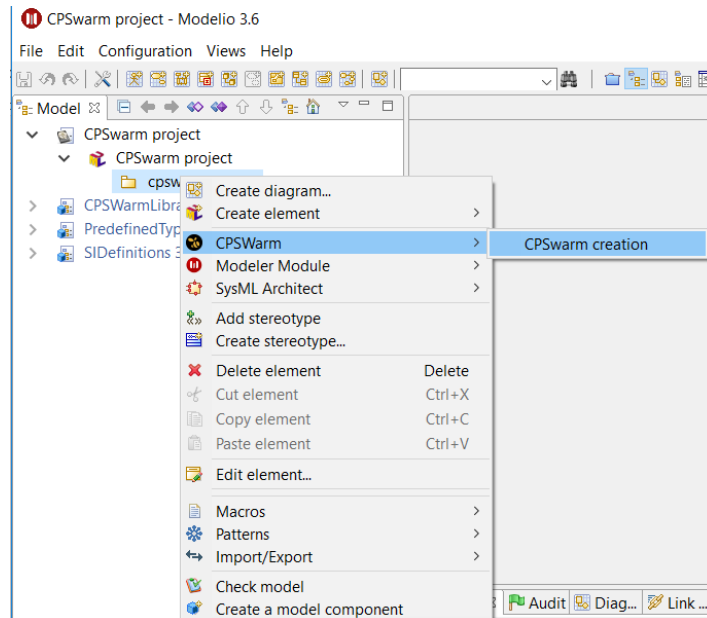 CPSwarm project - Modelio 3.6
File Edit Configuration Views Help
Model
CPSwarm project
CPSwarm project
CPSWarmLibra
PredefinedTyp
SIDefinitions
Create diagram...
Create element
CPSWarm
CPSwarm creation
Modeler Module
SysML Architect
Add stereotype
Create stereotype...
Delete element Delete
Cut element Ctrl+X
Copy element Ctrl+C
Paste element Ctrl+V
Edit element...
Macros
Patterns
Import/Export
Check model
Create a model component
Audit Diag... Link ...